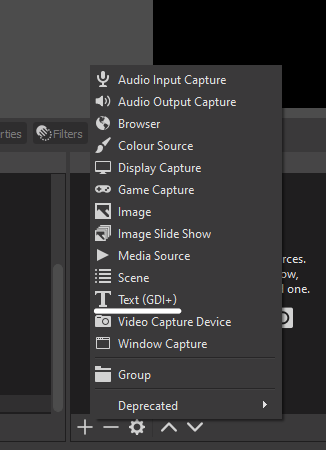 Audio Input Capture
Audio Output Capture
rties
Filters
Browser
Colour Source
Display Capture
Game Capture
Image
Image Slide Show
Media Source
rces.
Scene
ow,
Text (GDI+)
l one.
Video Capture Device
Window Capture
Group
Deprecated